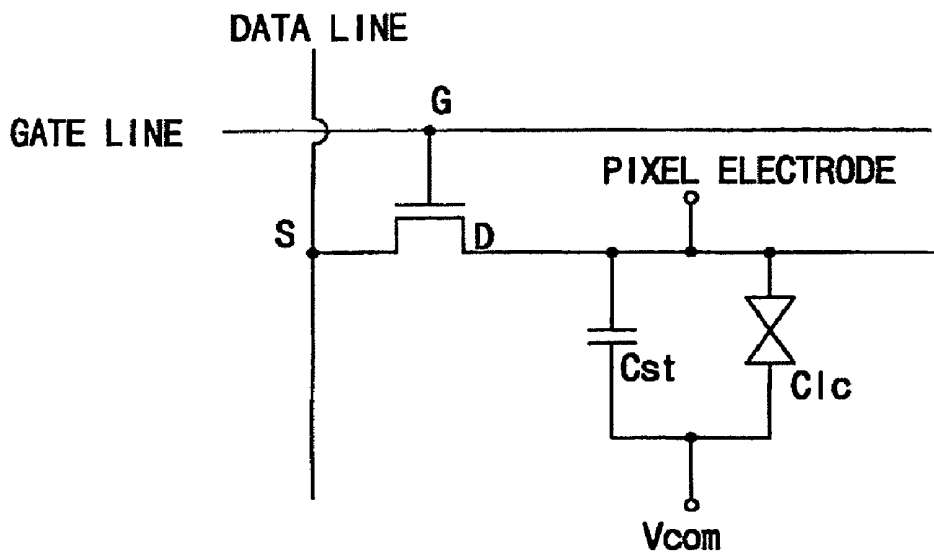 DATA LINE
G
GATE LINE
PIXEL ELECTRODE
S
D
Cst
Clc
Vcom